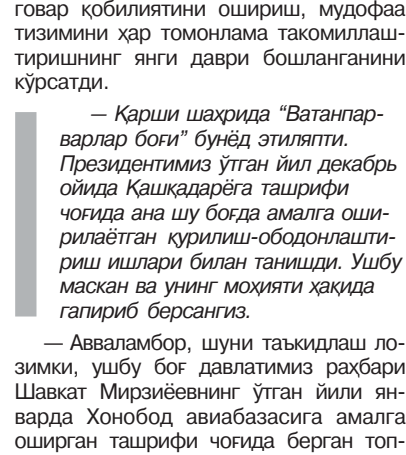 говар қобилиятини ошириш, мудофаа
тизимини ҳар томонлама такомиллаш-
тиришнинг янги даври бошланганини
кўрсатди.
— Қарши шаҳрида “Ватанпар-
варлар боғи” бунёд этиляпти.
Президентимиз ўтган йил декабрь
ойида Қашқадарёга ташрифи
чоғида ана шу боғда амалга оши-
рилаётган қурилиш-ободонлашти-
риш ишлари билан танишди. Ушбу
маскан ва унинг моҳияти ҳақида
гапириб берсангиз.
— Авваламбор, шуни таъкидлаш ло-
зимки, ушбу боғ давлатимиз раҳбари
Шавкат Мирзиёевнинг ўтган йили ян-
варда Хонобод авиабазасига амалга
оширган ташрифи чоғида берган топ-